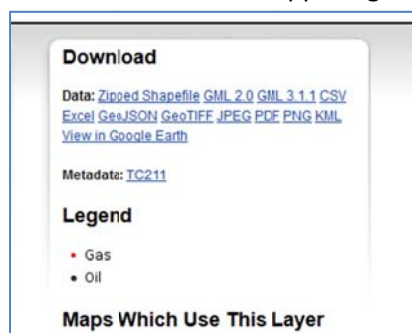 Download
Data: Zipped Shapefile GML 2.0 GML 3.1.1 CSV
Excel GeoJSON GeoTIFF JPEG PDF PNG KML
View in Google Earth
Metadata: TC211
Legend
• Gas
• Oil
Maps Which Use This Layer